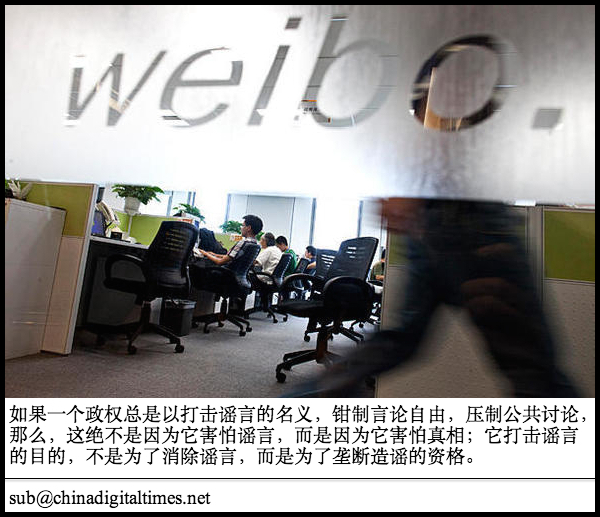 weibo.
如果一个政权总是以打击谣言的名义，钳制言论自由，压制公共讨论，
那么，这绝不是因为它害怕谣言，而是因为它害怕真相；它打击谣言
的目的，不是为了消除谣言，而是为了垄断造谣的资格。
sub@chinadigitaltimes.net